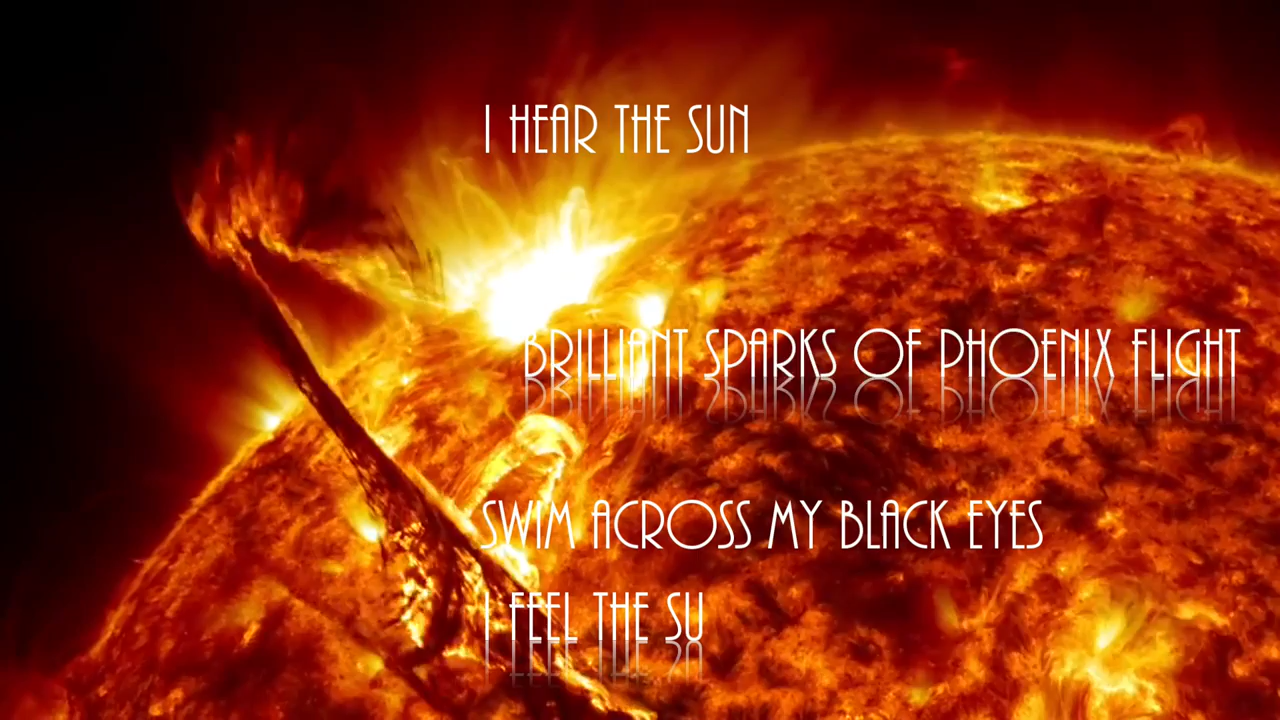 I HEAR THE SUN
BRILLIANT SPARKS OF PHOENIX FLIGHT
SWIM ACROSS MY BLACK EYES
I FEEL THE SU